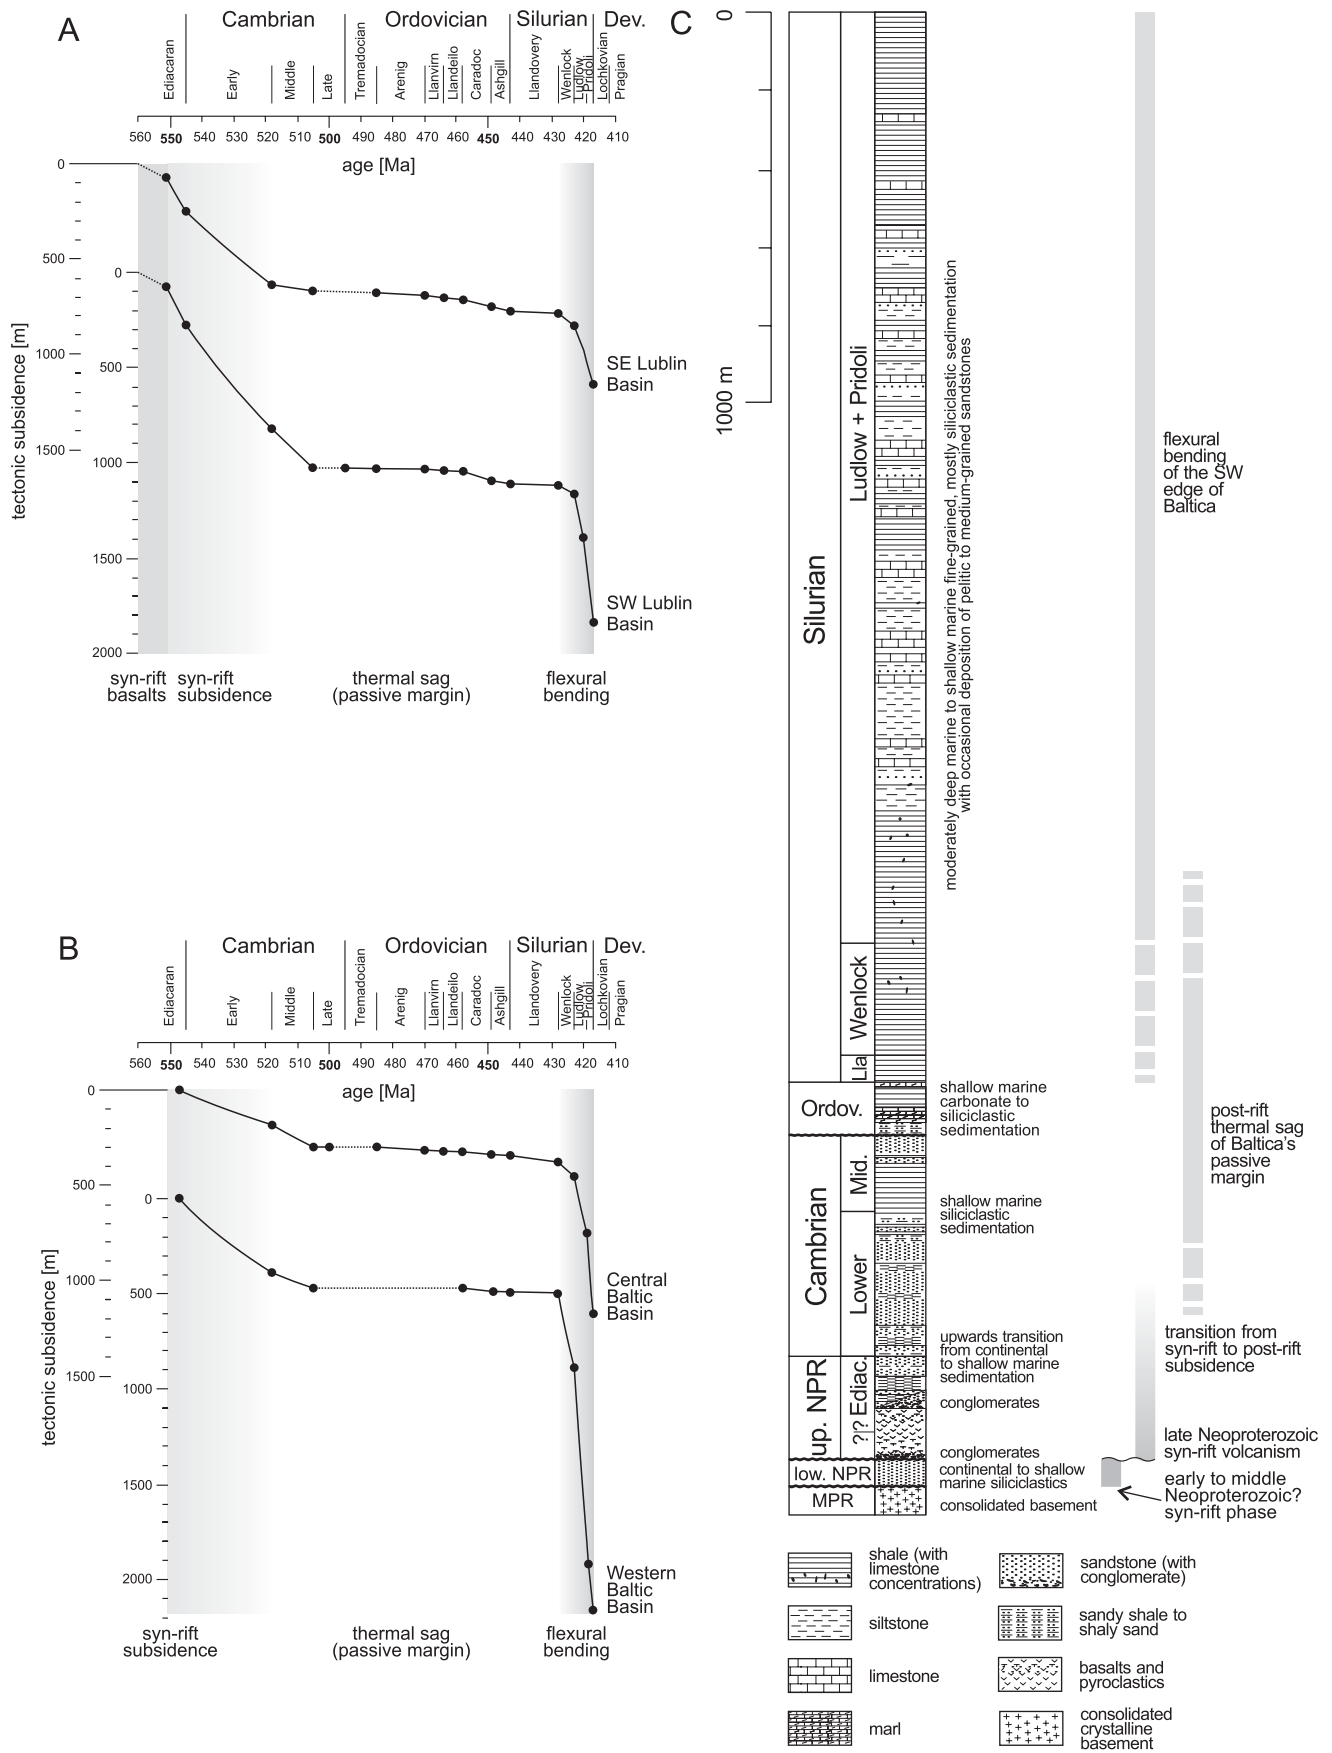 A
Cambrian
Ordovician
Silurian
Dev.
Ediacaran
Early
Middle
Late
Tremadocian
Arenig
Llanvirn
Llandeilo
Caradoc
Ashgill
Llandovery
Wenlock
Ludlow
Pridoli
Lochkovian
Pragian
560 550 540 530 520 510 500 490 480 470 460 450 440 430 420 410
age [Ma]
tectonic subsidence [m]
0
500
1000
1500
0
500
1000
1500
2000
SE Lublin
Basin
SW Lublin
Basin
syn-rift
basalts
syn-rift
subsidence
thermal sag
(passive margin)
flexural
bending
B
Cambrian
Ordovician
Silurian
Dev.
Ediacaran
Early
Middle
Late
Tremadocian
Arenig
Llanvirn
Llandeilo
Caradoc
Ashgill
Llandovery
Wenlock
Ludlow
Pridoli
Lochkovian
Pragian
560 550 540 530 520 510 500 490 480 470 460 450 440 430 420 410
age [Ma]
tectonic subsidence [m]
0
500
1000
1500
0
500
1000
1500
2000
Central
Baltic
Basin
Western
Baltic
Basin
syn-rift
subsidence
thermal sag
(passive margin)
flexural
bending
C
0
1000 m
Silurian
Ludlow + Pridoli
Wenlock
Lla
Ordov.
Cambrian
Mid.
Lower
up. NPR
?|? Ediac.
low. NPR
MPR
moderately deep marine to shallow marine fine-grained, mostly siliciclastic sedimentation
with occasional deposition of pelitic to medium-grained sandstones
shallow marine
carbonate to
siliciclastic
sedimentation
shallow marine
siliciclastic
sedimentation
upwards transition
from continental
to shallow marine
sedimentation
conglomerates
conglomerates
continental to shallow
marine siliciclastics
consolidated basement
flexural
bending
of the SW
edge of
Baltica
post-rift
thermal sag
of Baltica's
passive
margin
transition from
syn-rift to post-rift
subsidence
late Neoproterozoic
syn-rift volcanism
early to middle
Neoproterozoic?
syn-rift phase
shale (with
limestone
concentrations)
siltstone
limestone
marl
sandstone (with
conglomerate)
sandy shale to
shaly sand
basalts and
pyroclastics
consolidated
crystalline
basement